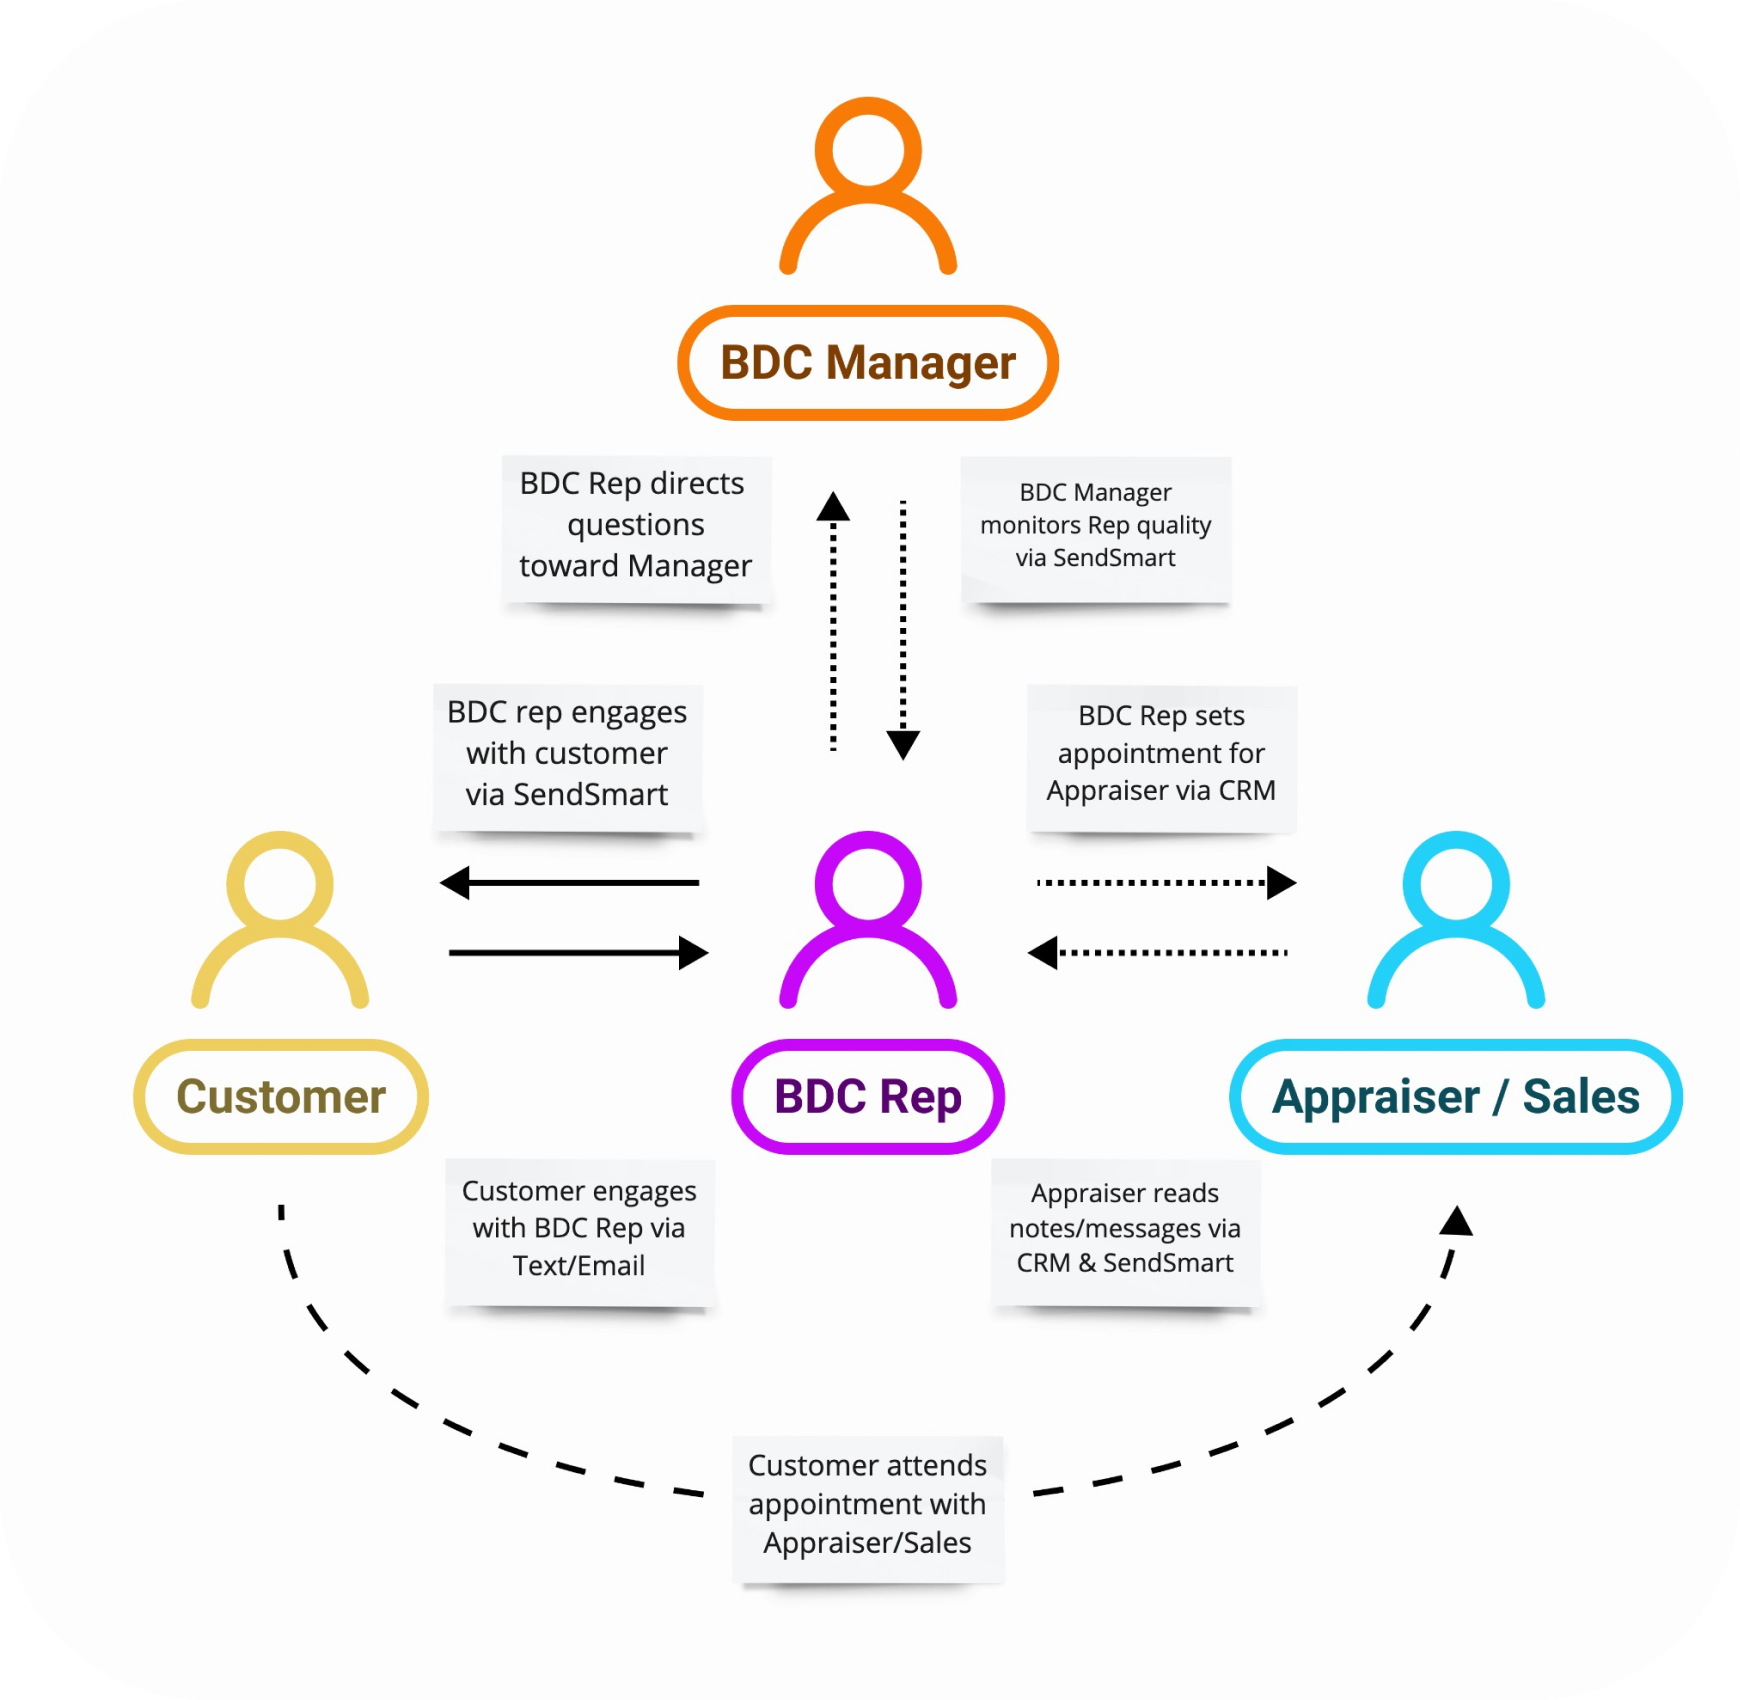 BDC Manager
BDC Rep directs
questions
toward Manager
BDC Manager
monitors Rep quality
via SendSmart
BDC rep engages
with customer
via SendSmart
BDC Rep sets
appointment for
Appraiser via CRM
Customer
BDC Rep
Appraiser / Sales
Customer engages
with BDC Rep via
Text/Email
Appraiser reads
notes/messages via
CRM & SendSmart
Customer attends
appointment with
Appraiser/Sales